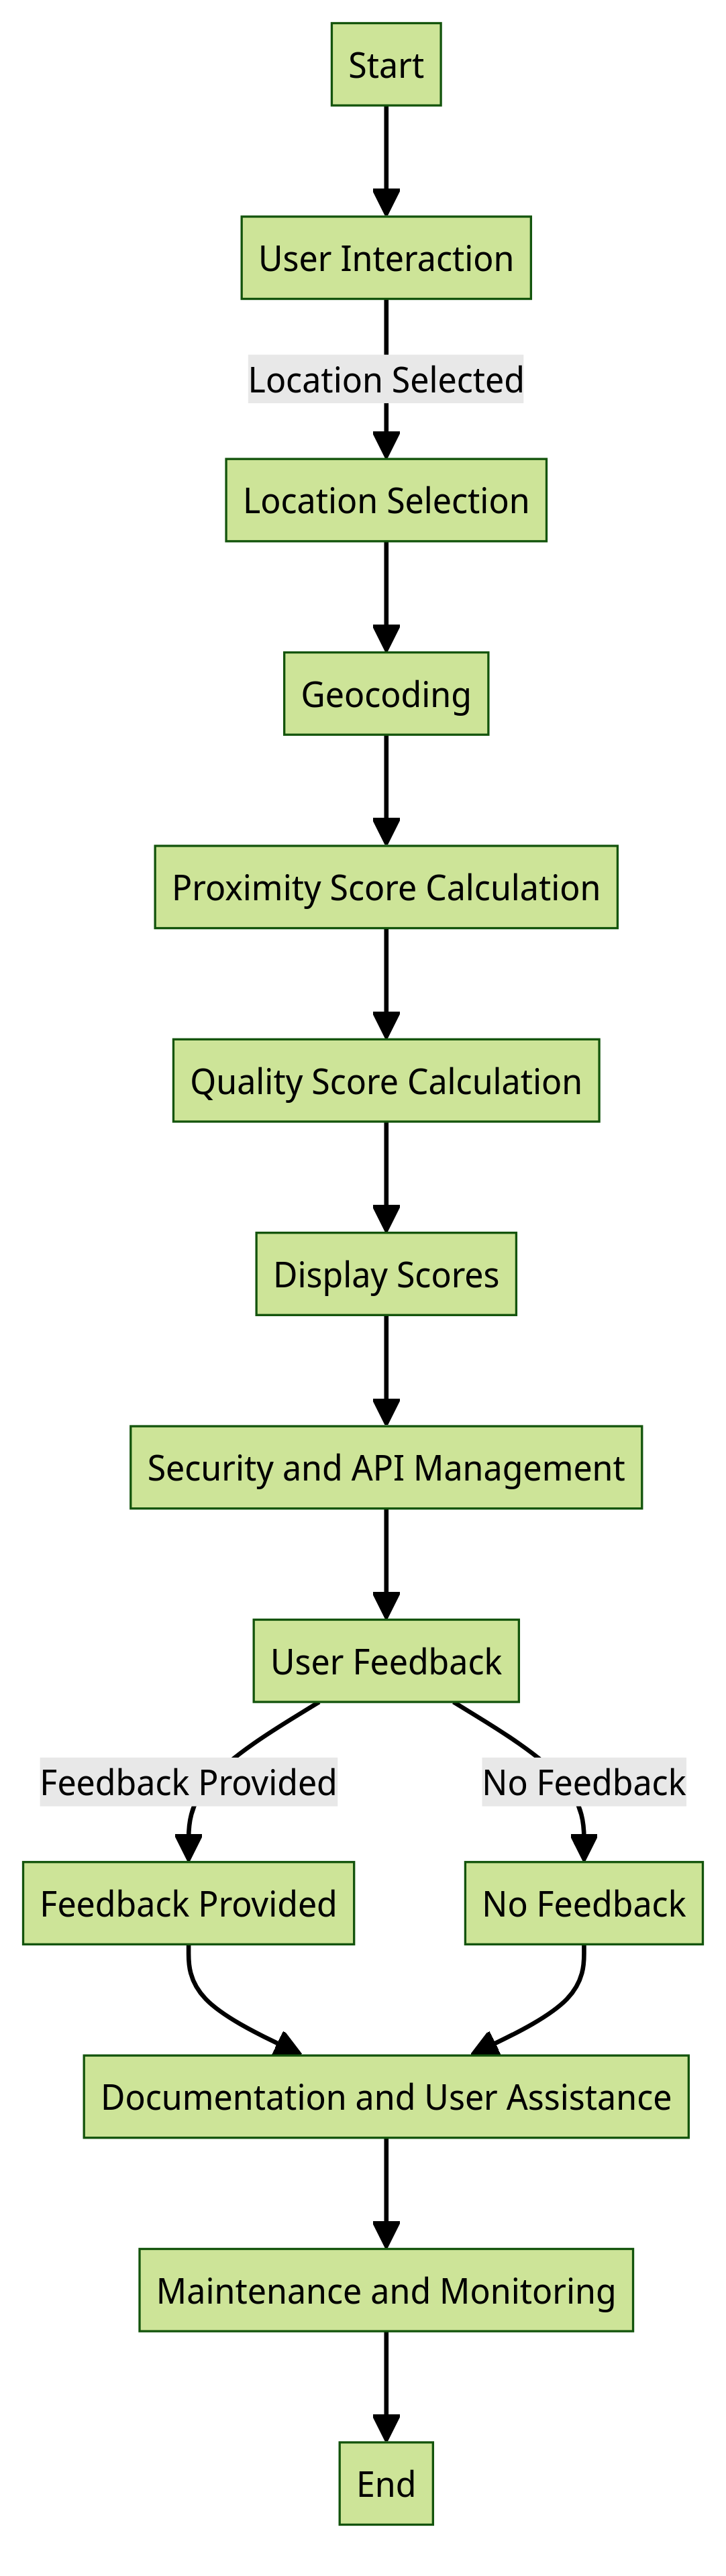 Start
User Interaction
Location Selected
Location Selection
Geocoding
Proximity Score Calculation
Quality Score Calculation
Display Scores
Security and API Management
User Feedback
Feedback Provided
No Feedback
Feedback Provided
No Feedback
Documentation and User Assistance
Maintenance and Monitoring
End